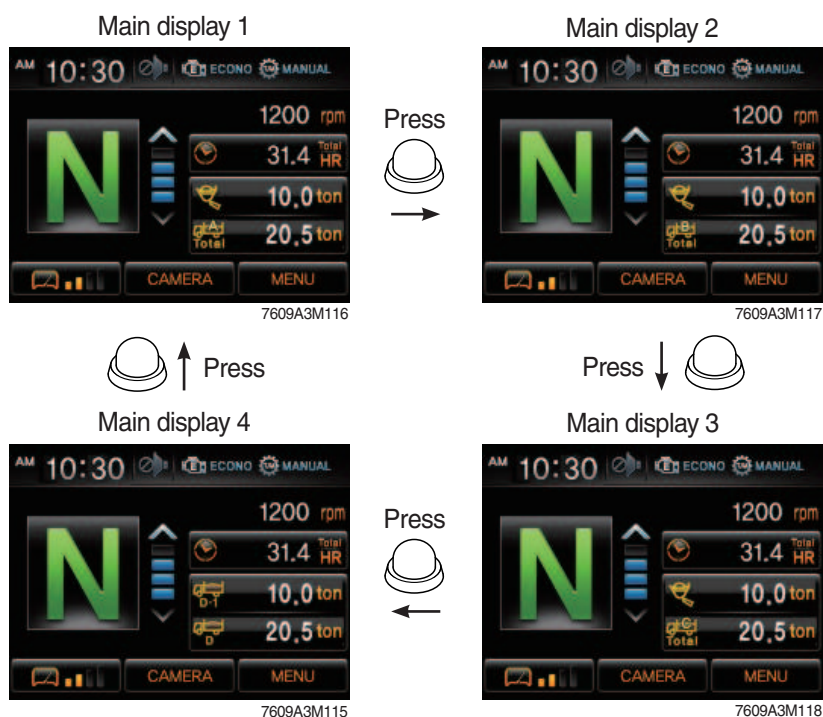 Main display 1
AM 10:30 E ECONO T/M MANUAL
1200 rpm
N
31.4 Total HR
10.0 ton
A
Total 20.5 ton
CAMERA MENU
7609A3M116
Press
Main display 2
AM 10:30 E ECONO T/M MANUAL
1200 rpm
N
31.4 Total HR
10.0 ton
B
Total 20.5 ton
CAMERA MENU
7609A3M117
Press
Press
Main display 4
AM 10:30 E ECONO T/M MANUAL
1200 rpm
N
31.4 Total HR
D-1 10.0 ton
D 20.5 ton
CAMERA MENU
7609A3M115
Press
Main display 3
AM 10:30 E ECONO T/M MANUAL
1200 rpm
N
31.4 Total HR
10.0 ton
C
Total 20.5 ton
CAMERA MENU
7609A3M118